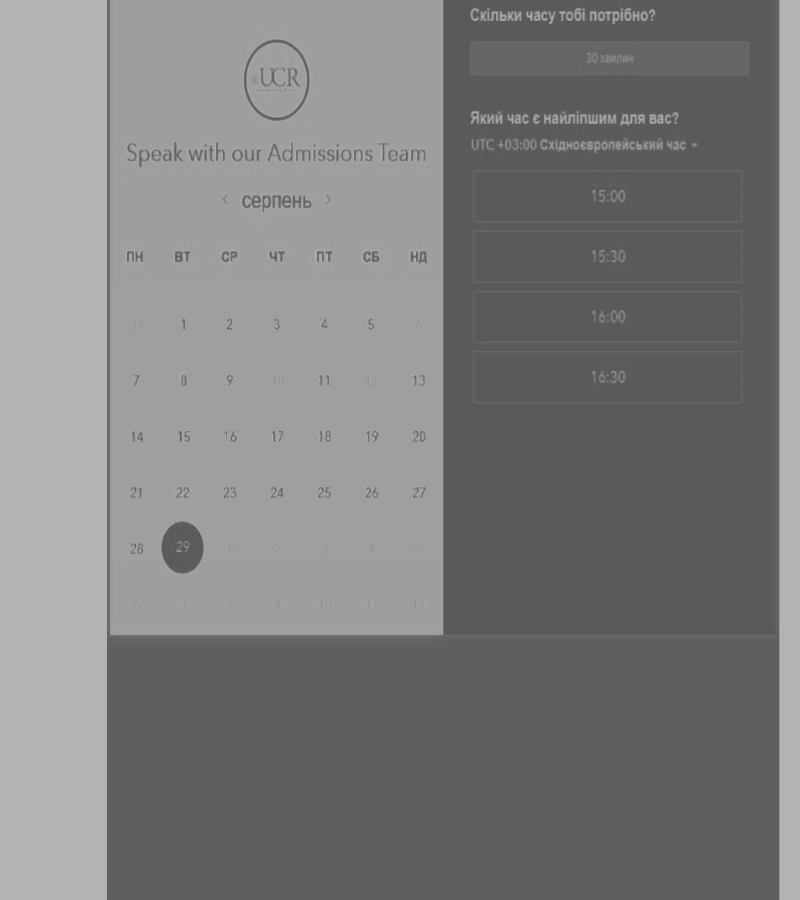 UCR
Speak with our Admissions Team
‹ серпень ›
ПН ВТ СР ЧТ ПТ СБ НД
31 1 2 3 4 5 6
7 8 9 10 11 12 13
14 15 16 17 18 19 20
21 22 23 24 25 26 27
28 29 1 2 3 4 5
6 7 8 9 10 11 12
Скільки часу тобі потрібно?
30 хвилин
Який час є найліпшим для вас?
UTC +03:00 Східноєвропейський час
15:00
15:30
16:00
16:30